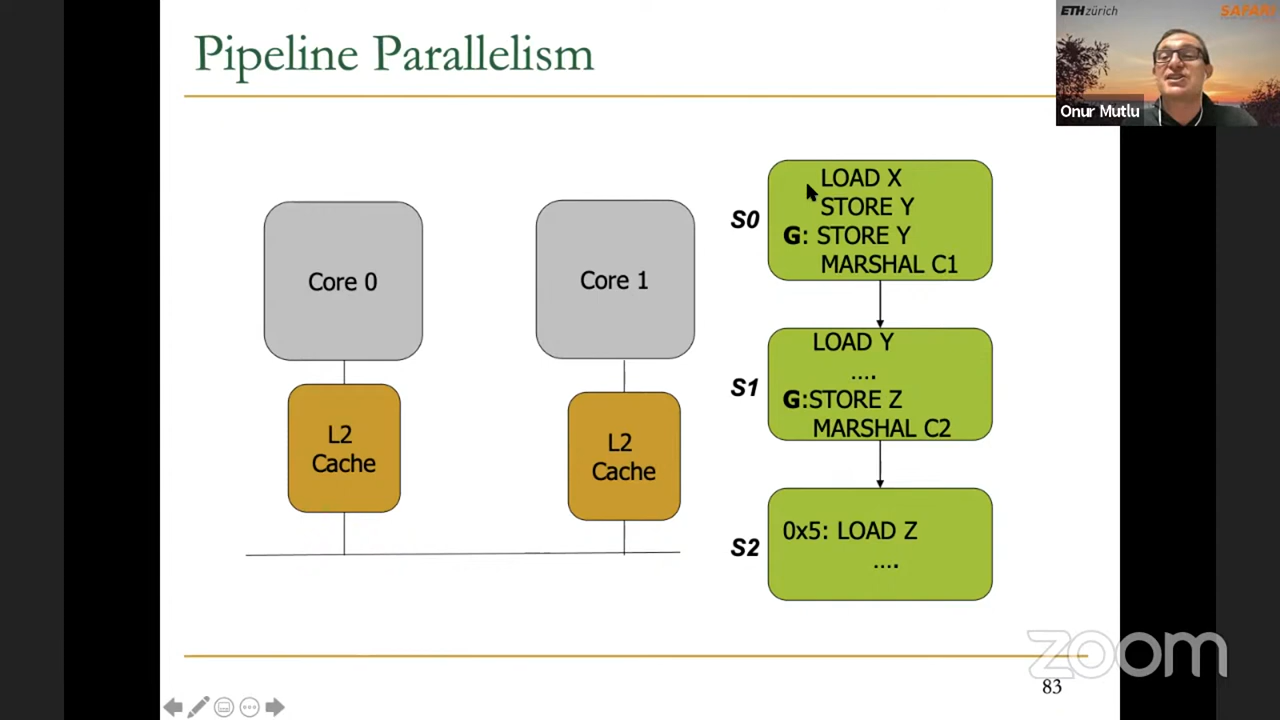 Pipeline Parallelism
ETH zürich
SAFARI
Onur Mutlu
Core 0
Core 1
L2
Cache
L2
Cache
S0
LOAD X
STORE Y
G: STORE Y
MARSHAL C1
S1
LOAD Y
....
G:STORE Z
MARSHAL C2
S2
0x5: LOAD Z
....
zoom
83